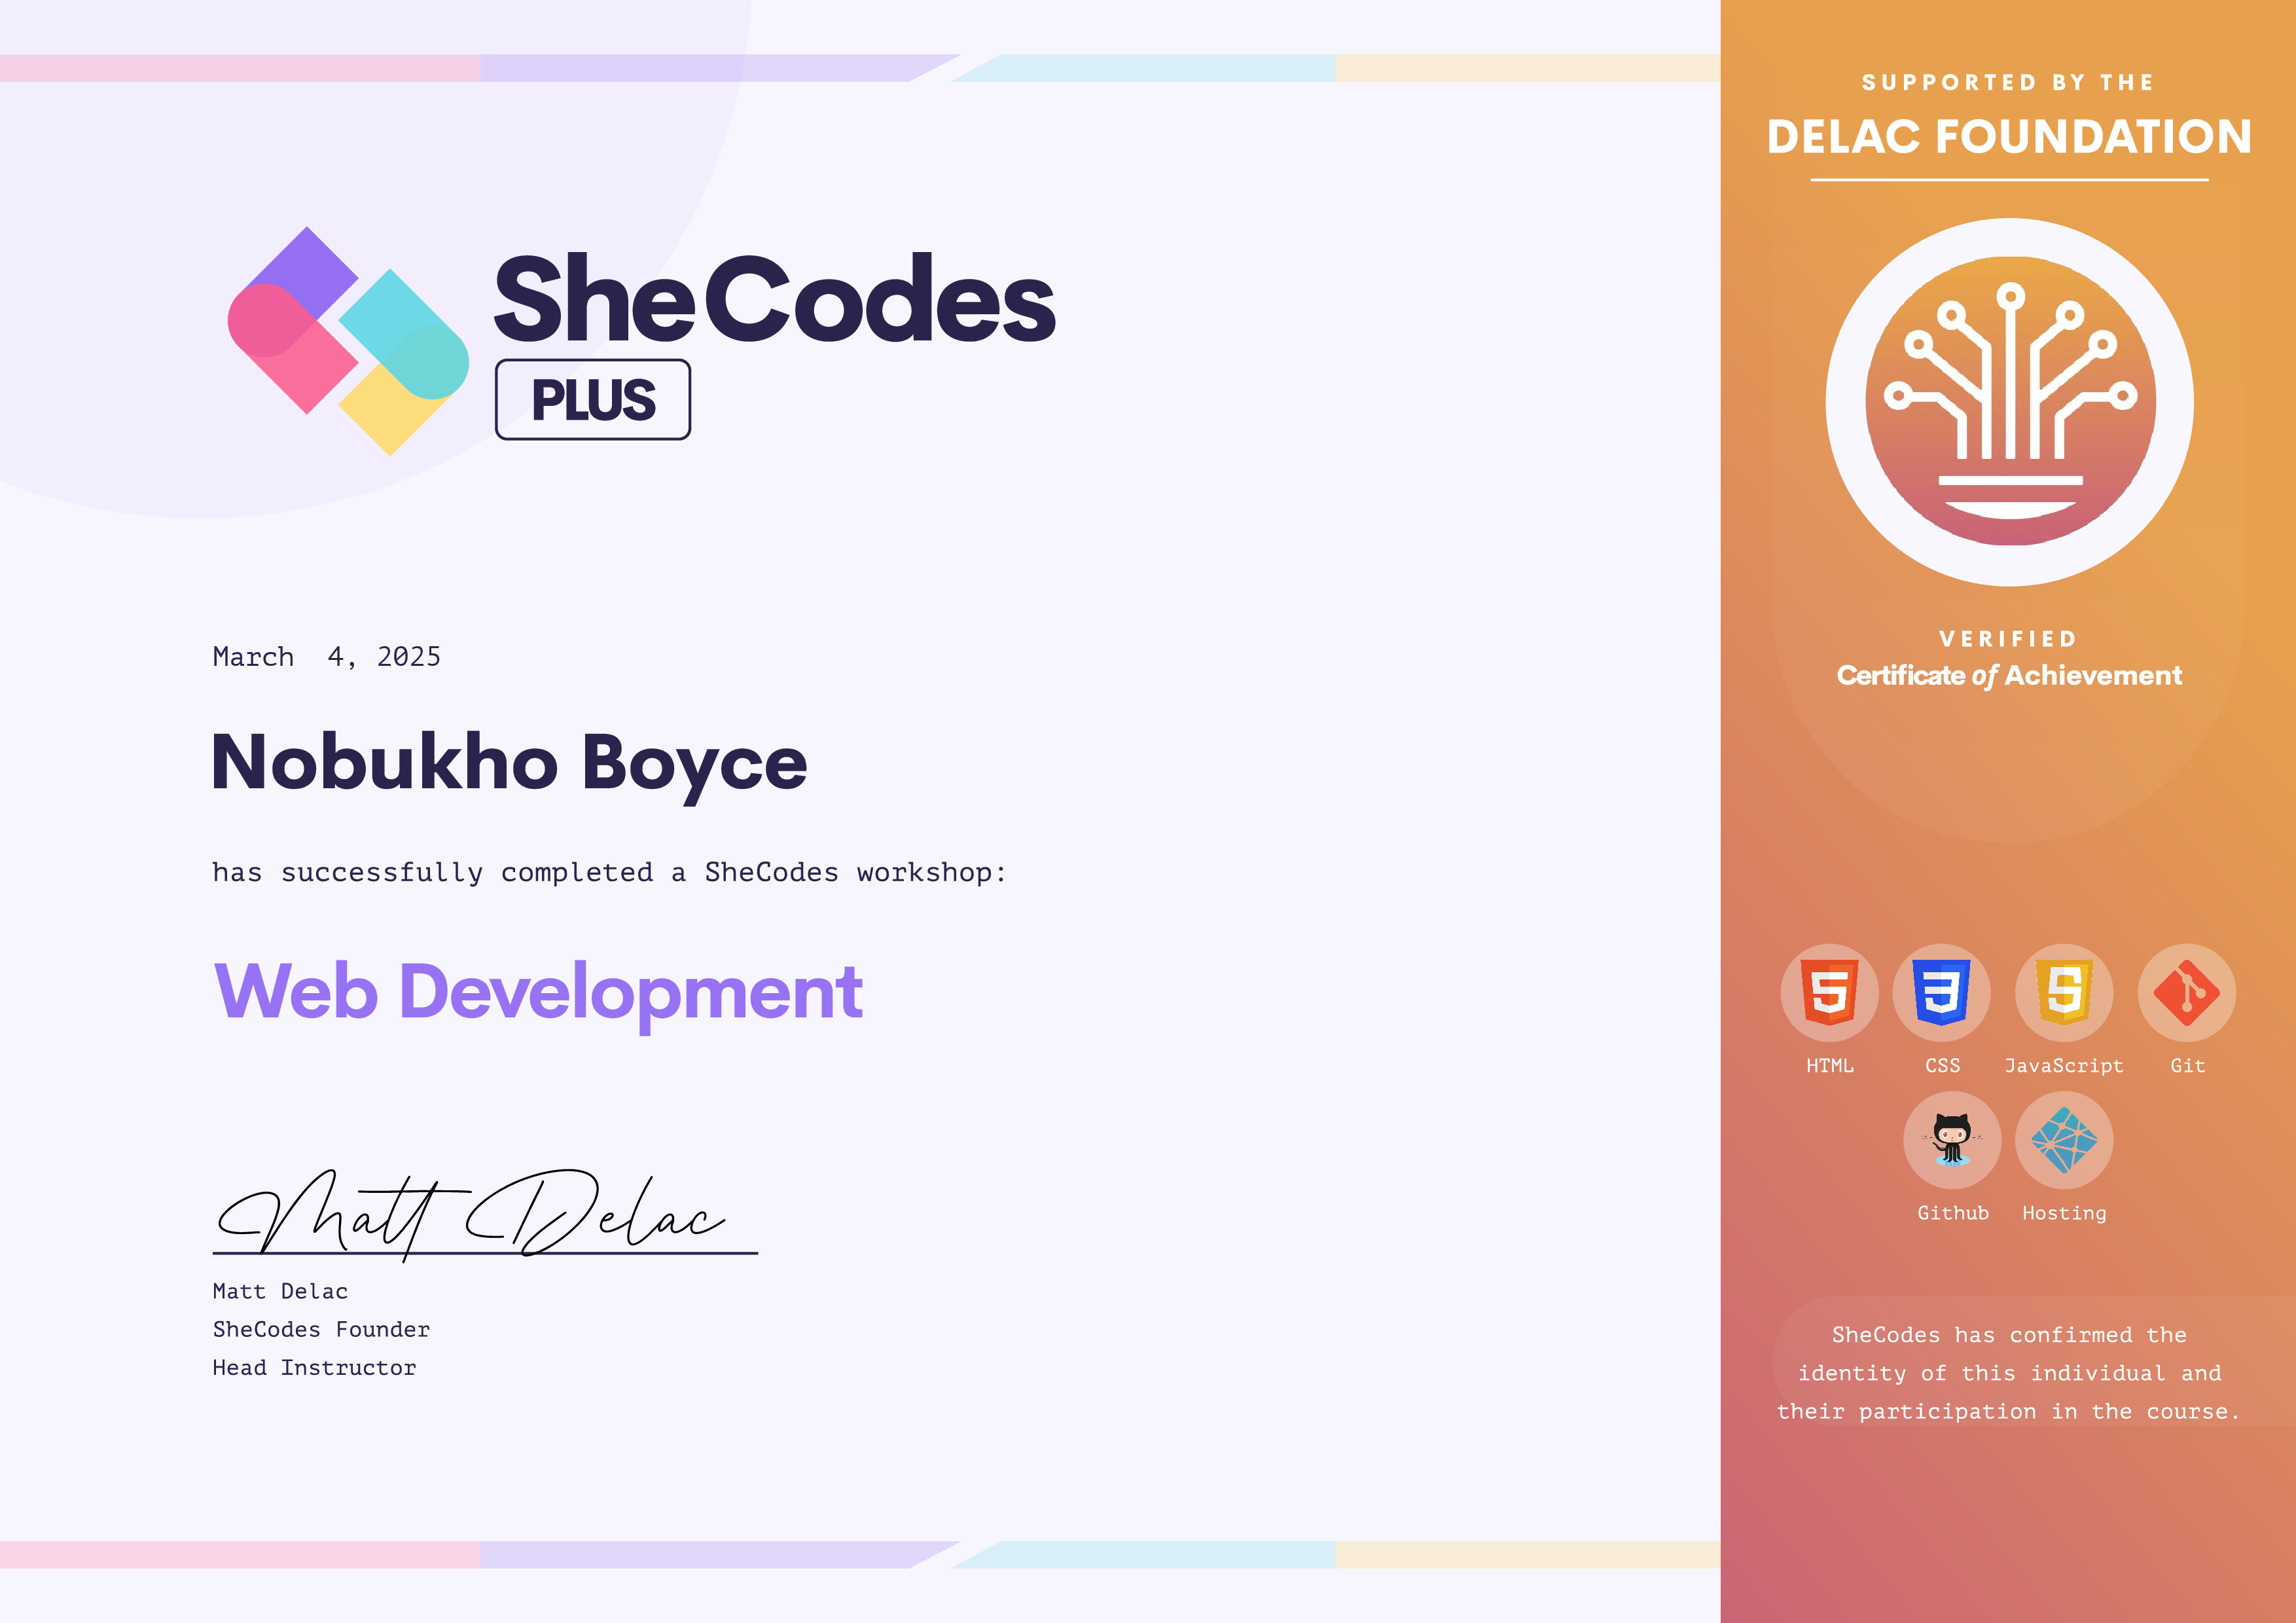 SheCodes
PLUS
March 4, 2025
Nobukho Boyce
has successfully completed a SheCodes workshop:
Web Development
Matt Delac
Matt Delac
SheCodes Founder
Head Instructor
SUPPORTED BY THE
DELAC FOUNDATION
VERIFIED
Certificate of Achievement
HTML CSS JavaScript Git
Github Hosting
SheCodes has confirmed the
identity of this individual and
their participation in the course.